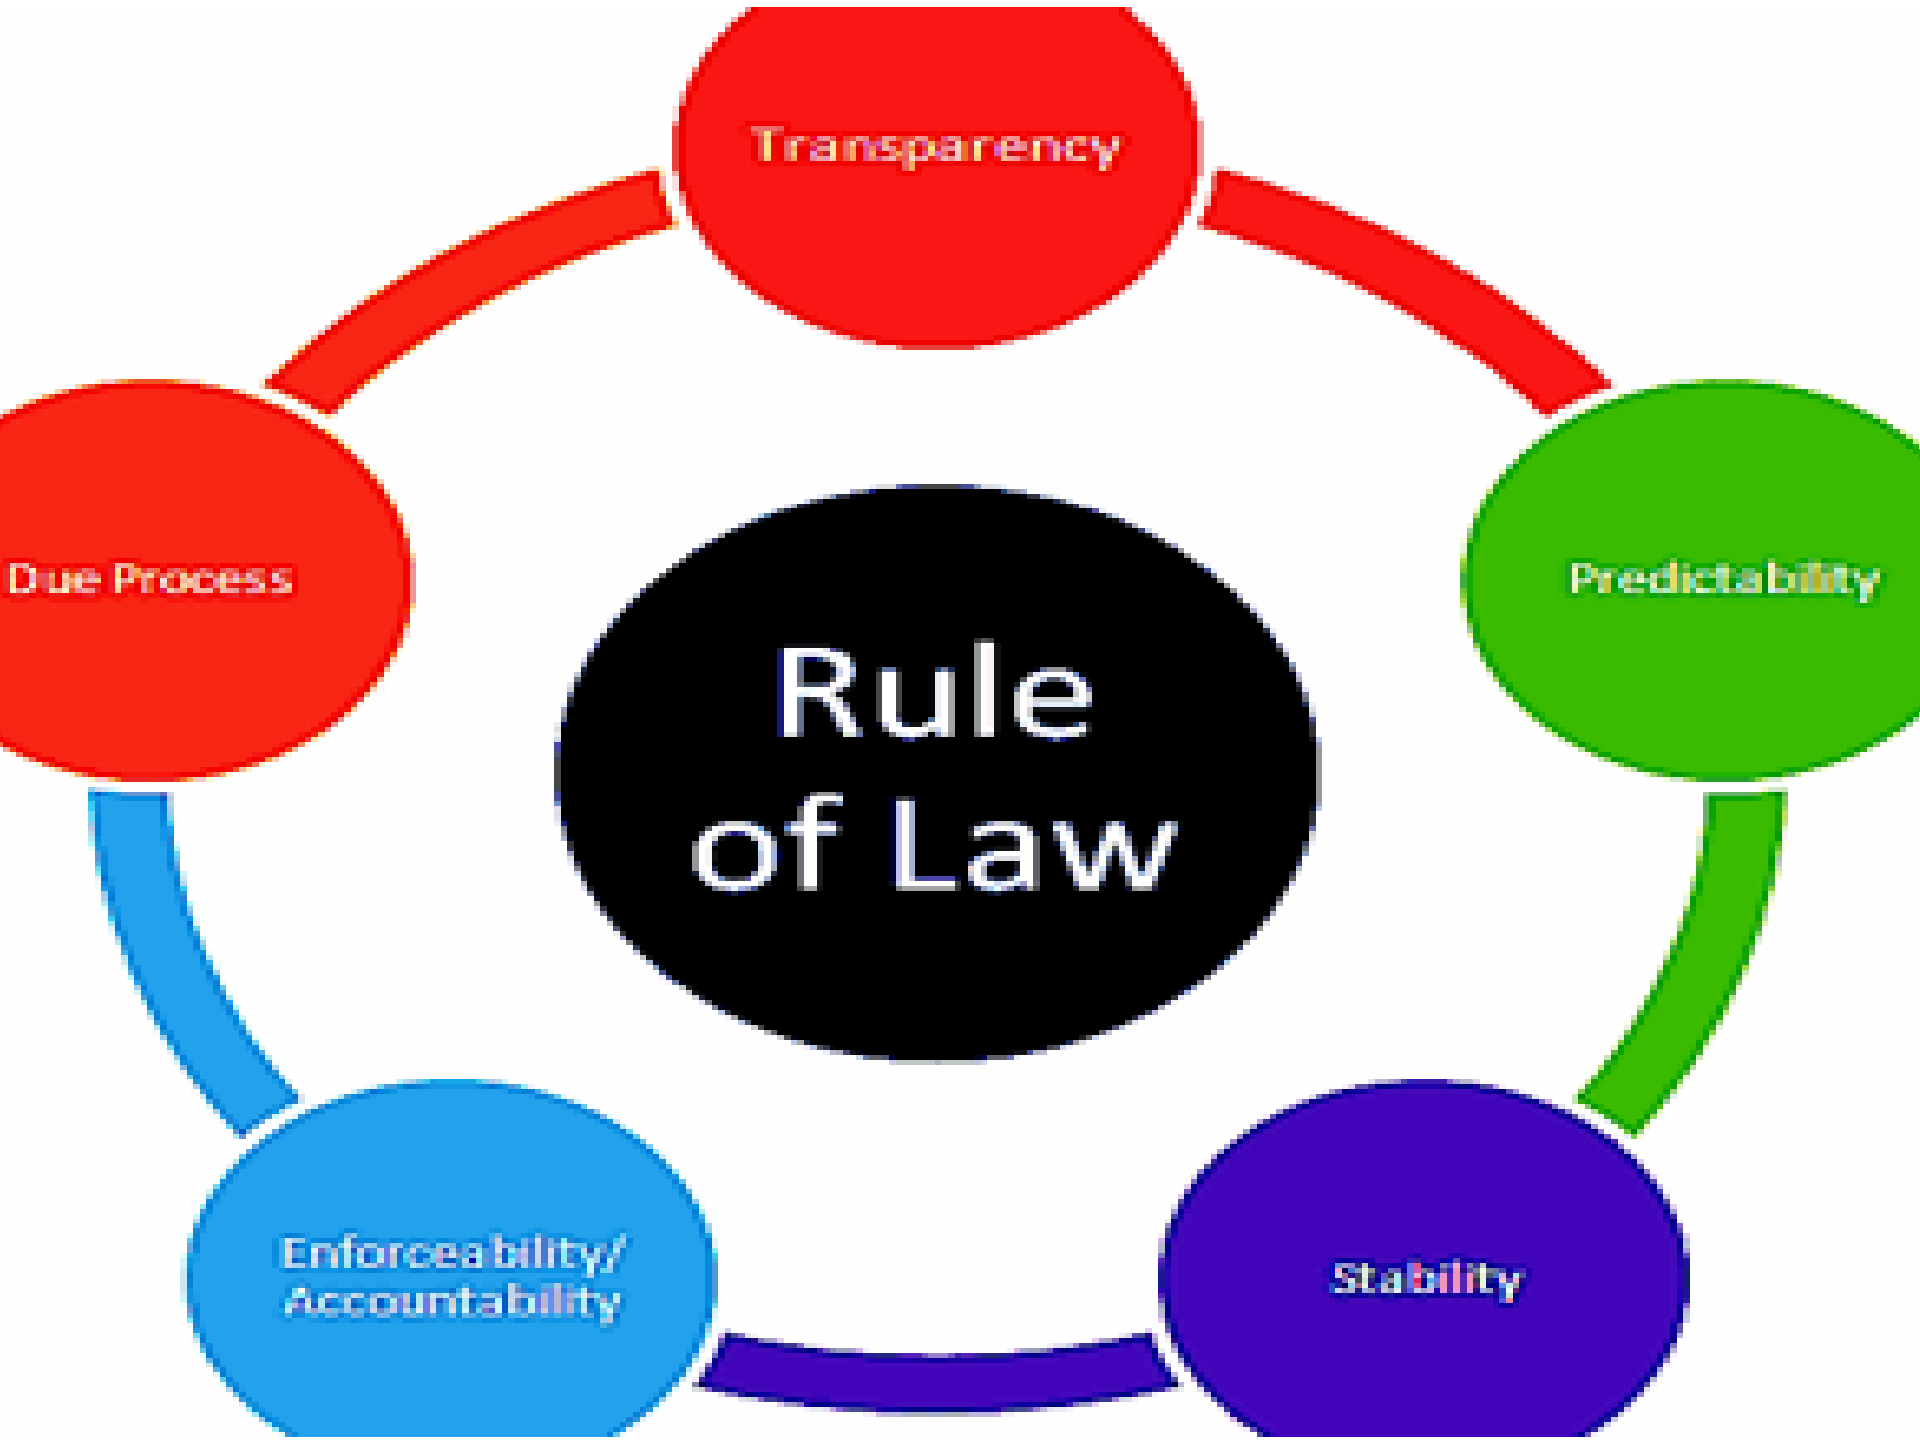 Transparency
Due Process
Predictability
Rule
of Law
Enforceability/
Accountability
Stability